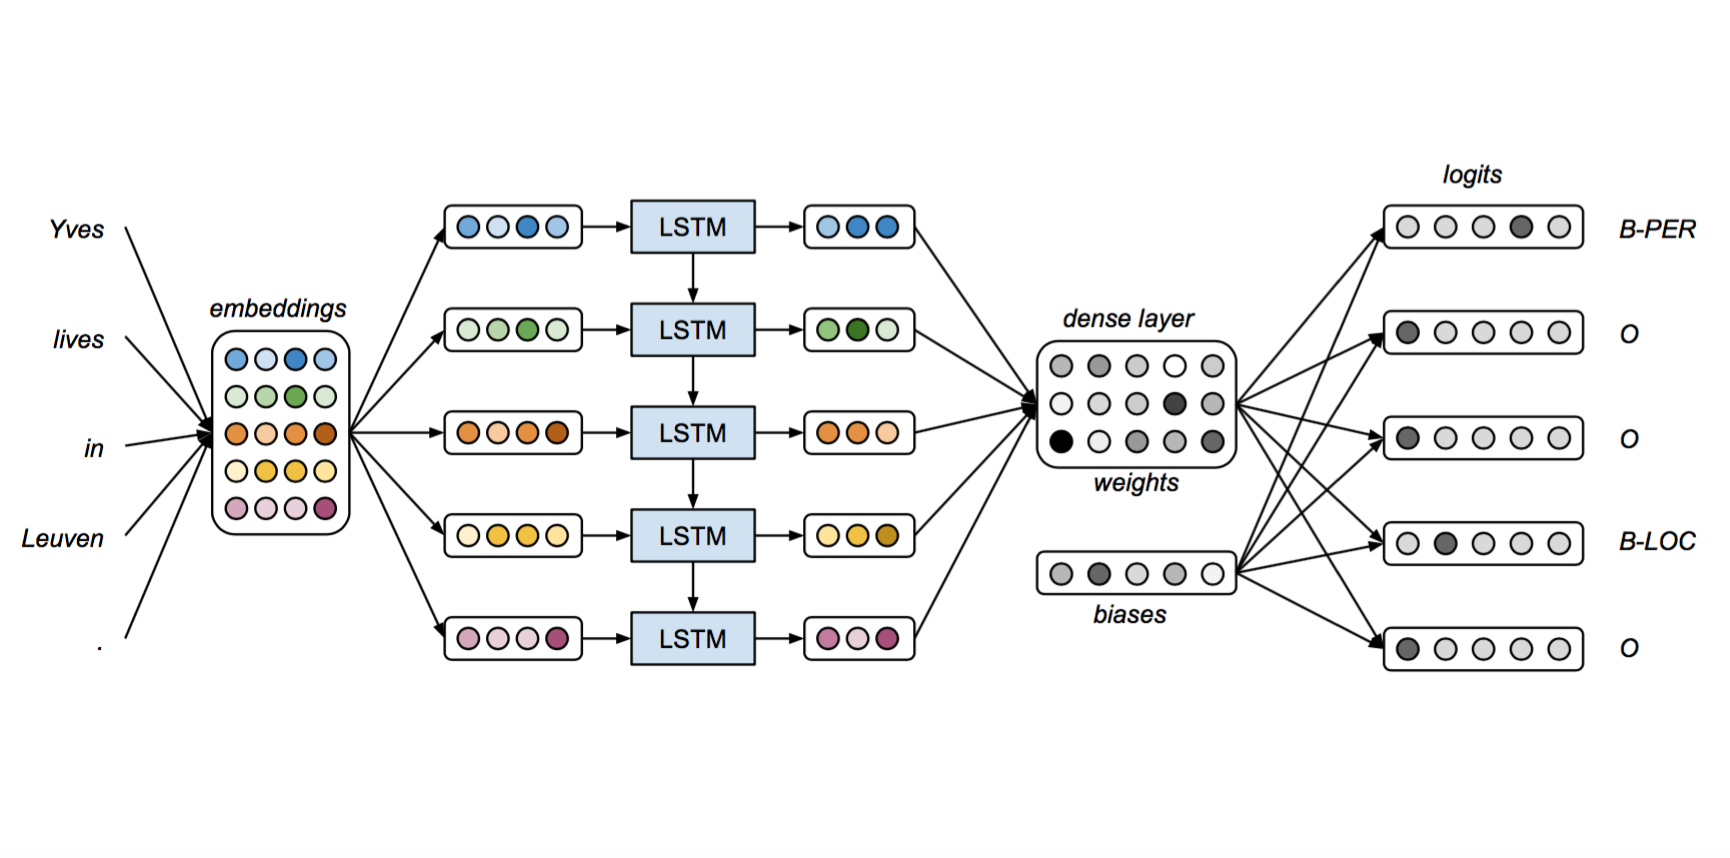 Yves
lives
in
Leuven
.
embeddings
LSTM
LSTM
LSTM
LSTM
LSTM
dense layer
weights
biases
logits
B-PER
O
O
B-LOC
O